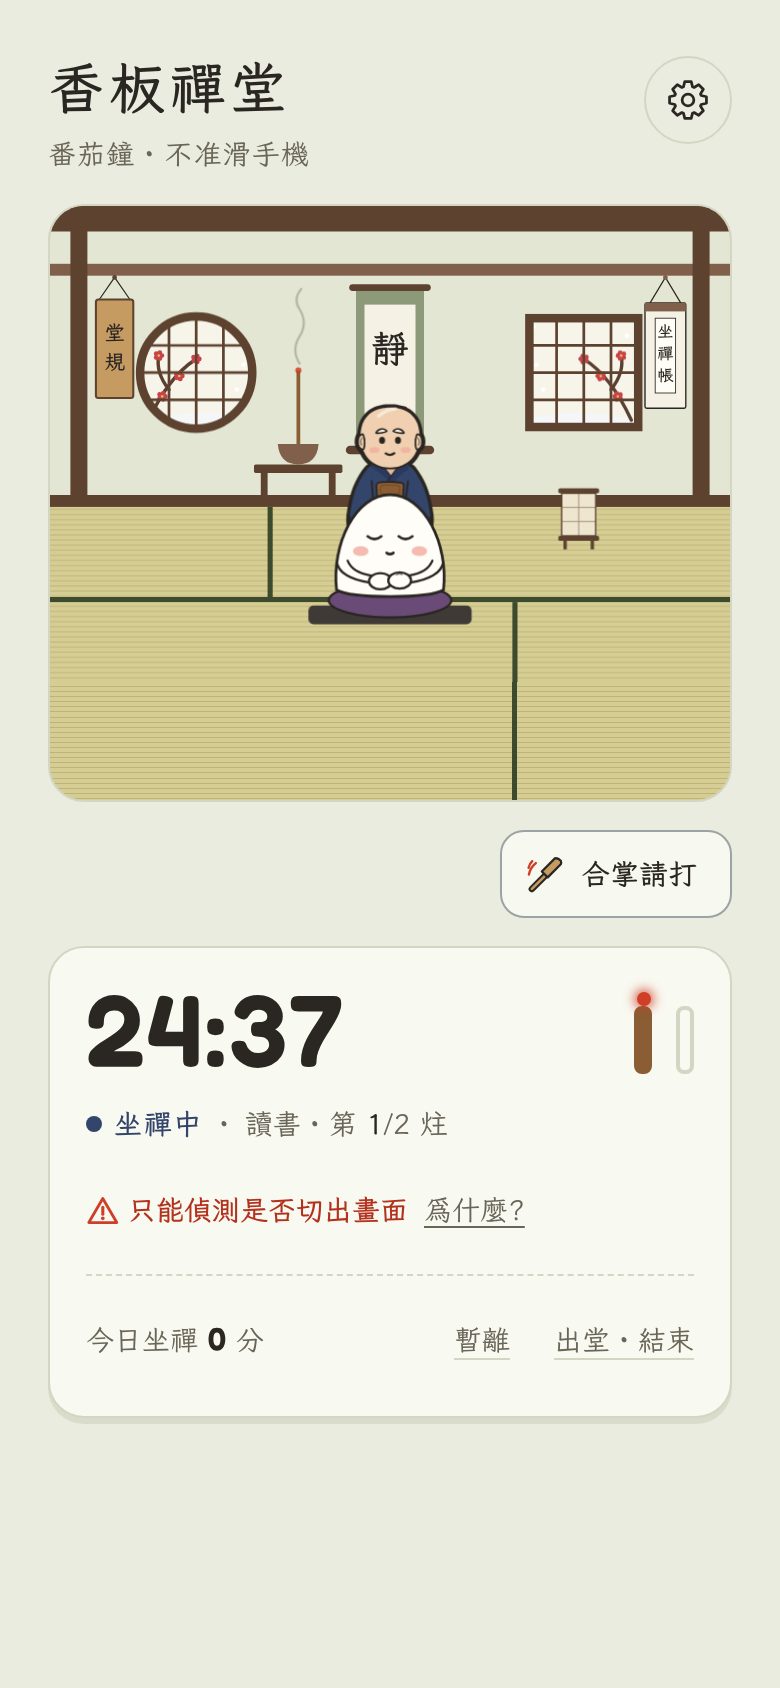 香板禪堂
番茄鐘・不准滑手機
堂規
靜
坐禪帳
合掌請打
24:37
坐禪中 ・ 讀書・第 1/2 炷
只能偵測是否切出畫面 為什麼?
今日坐禪 0 分 暫離 出堂・結束